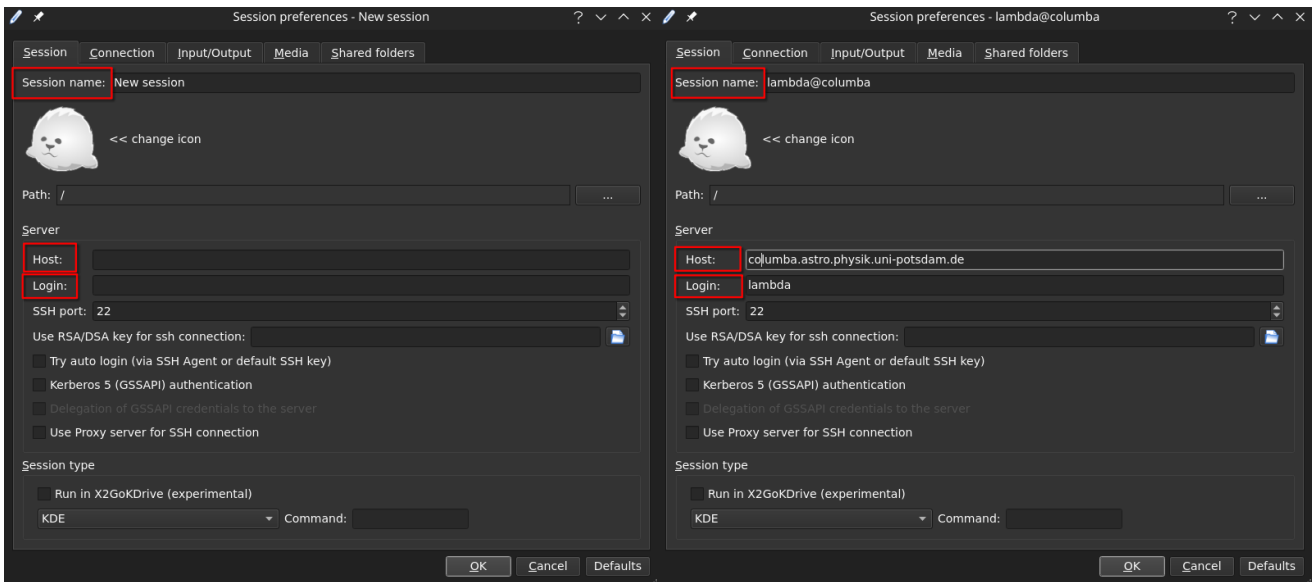 Session preferences - New session
Session Connection Input/Output Media Shared folders
Session name: New session
<< change icon
Path: / ...
Server
Host:
Login:
SSH port: 22
Use RSA/DSA key for ssh connection:
Try auto login (via SSH Agent or default SSH key)
Kerberos 5 (GSSAPI) authentication
Delegation of GSSAPI credentials to the server
Use Proxy server for SSH connection
Session type
Run in X2GoKDrive (experimental)
KDE Command:
OK Cancel Defaults
Session preferences - lambda@columba
Session Connection Input/Output Media Shared folders
Session name: lambda@columba
<< change icon
Path: / ...
Server
Host: columba.astro.physik.uni-potsdam.de
Login: lambda
SSH port: 22
Use RSA/DSA key for ssh connection:
Try auto login (via SSH Agent or default SSH key)
Kerberos 5 (GSSAPI) authentication
Delegation of GSSAPI credentials to the server
Use Proxy server for SSH connection
Session type
Run in X2GoKDrive (experimental)
KDE Command:
OK Cancel Defaults